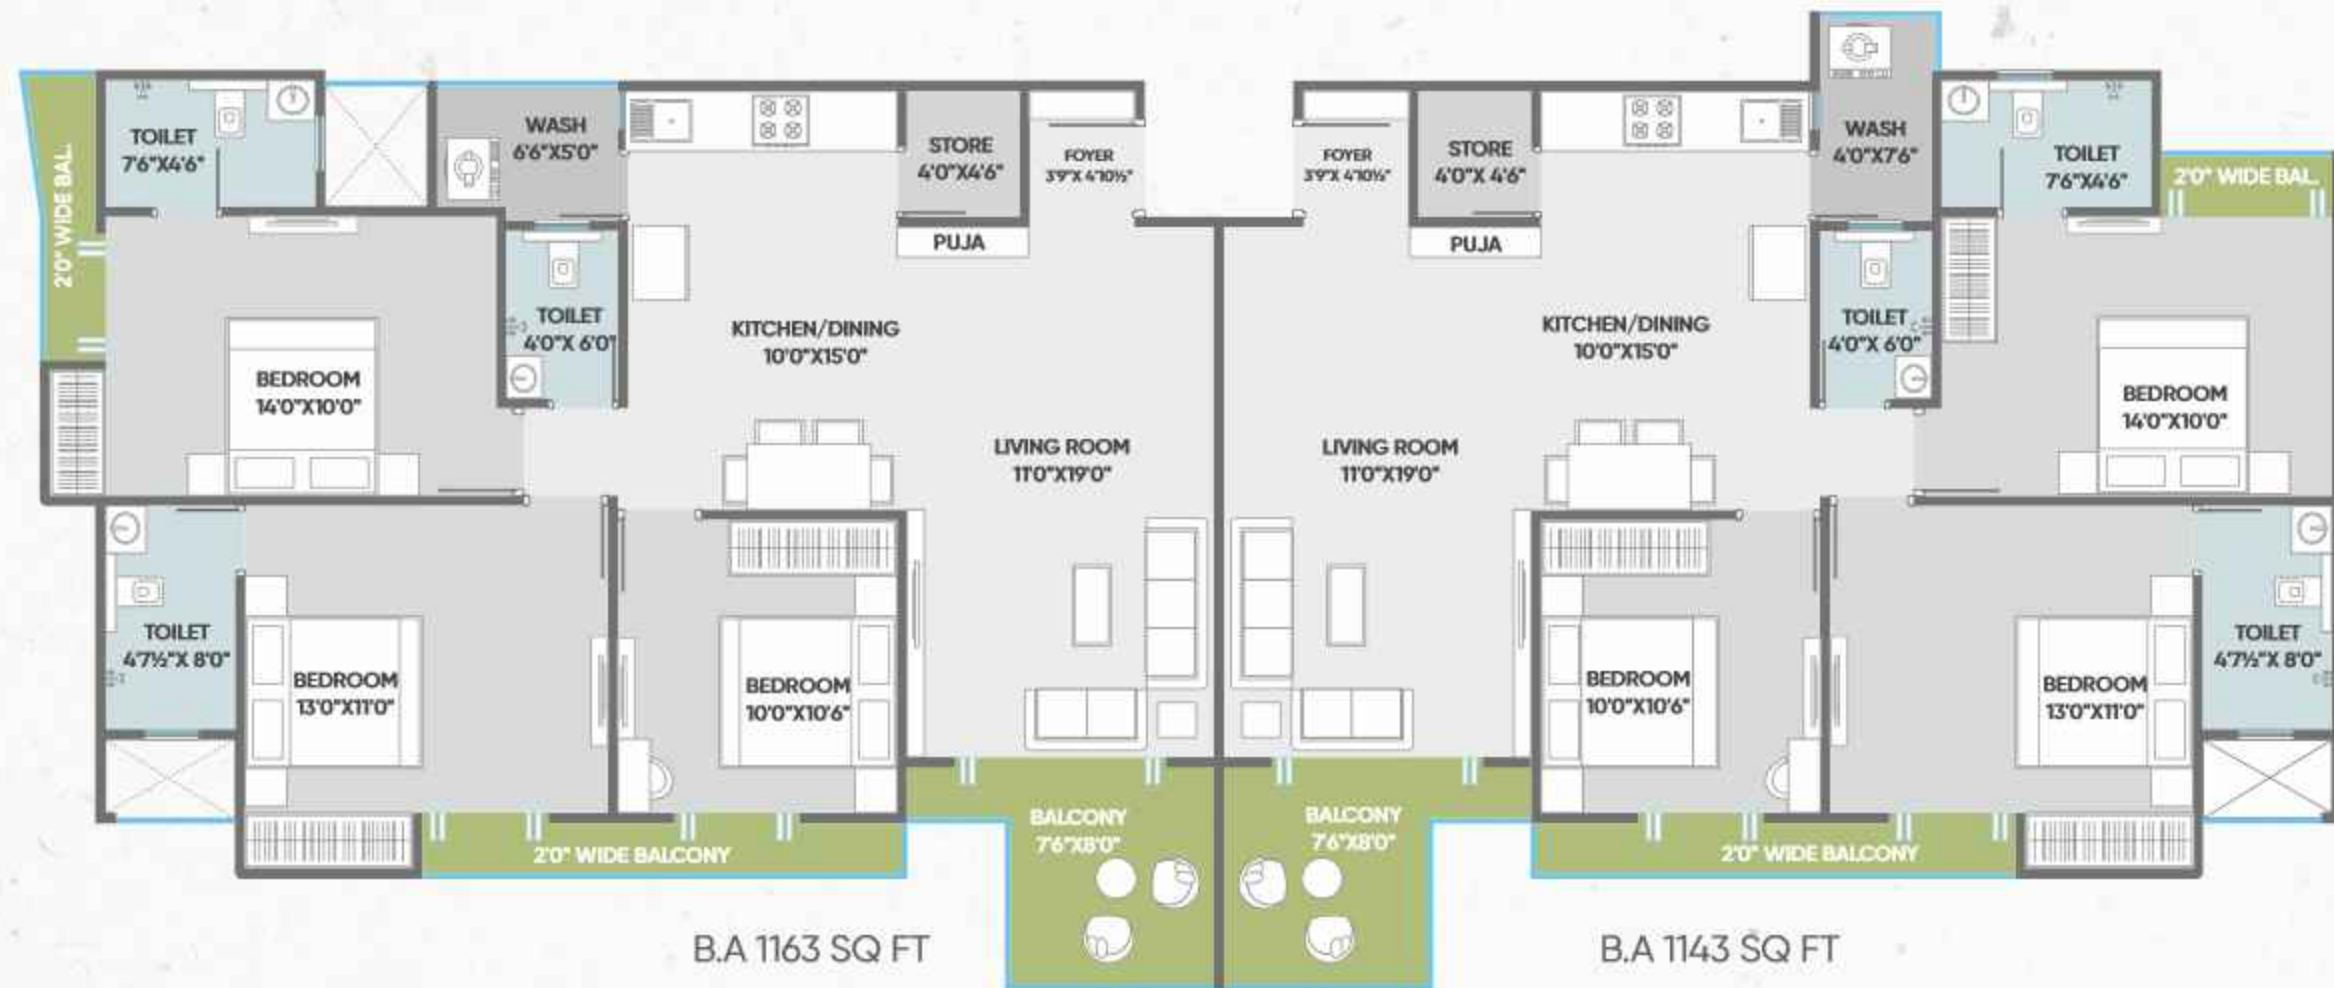 TOILET
7'6"X4'6"
WASH
6'6"X5'0"
STORE
4'0"X4'6"
FOYER
3'9"X 4'10½"
PUJA
2'0" WIDE BAL.
TOILET
4'0"X 6'0"
KITCHEN/DINING
10'0"X15'0"
BEDROOM
14'0"X10'0"
LIVING ROOM
11'0"X19'0"
TOILET
4'7½"X 8'0"
BEDROOM
13'0"X11'0"
BEDROOM
10'0"X10'6"
BALCONY
7'6"X8'0"
2'0" WIDE BALCONY
B.A 1163 SQ FT
FOYER
3'9"X 4'10½"
STORE
4'0"X 4'6"
WASH
4'0"X7'6"
TOILET
7'6"X4'6"
2'0" WIDE BAL.
PUJA
KITCHEN/DINING
10'0"X15'0"
TOILET
4'0"X 6'0"
BEDROOM
14'0"X10'0"
LIVING ROOM
11'0"X19'0"
BEDROOM
10'0"X10'6"
BEDROOM
13'0"X11'0"
TOILET
4'7½"X 8'0"
BALCONY
7'6"X8'0"
2'0" WIDE BALCONY
B.A 1143 SQ FT